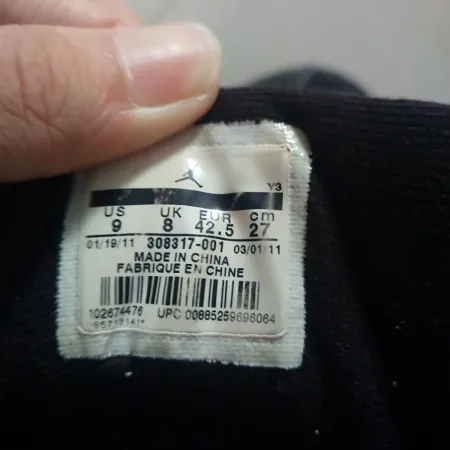 Y3
US UK EUR cm
9 8 42.5 27
01/19/11 308317-001 03/01/11
MADE IN CHINA
FABRIQUE EN CHINE
102674476 UPC 00885259696064